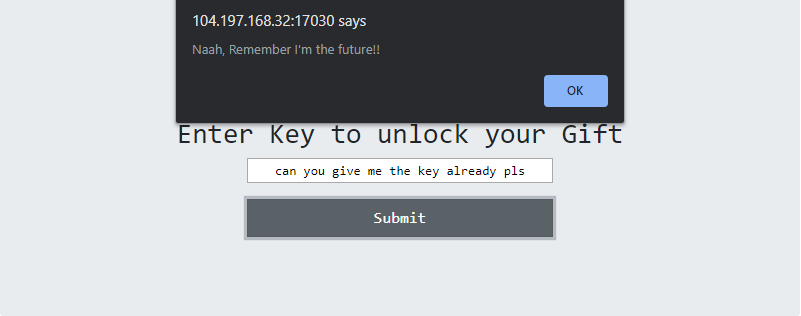 104.197.168.32:17030 says
Naah, Remember I'm the future!!
OK
Enter Key to unlock your Gift
can you give me the key already pls
Submit